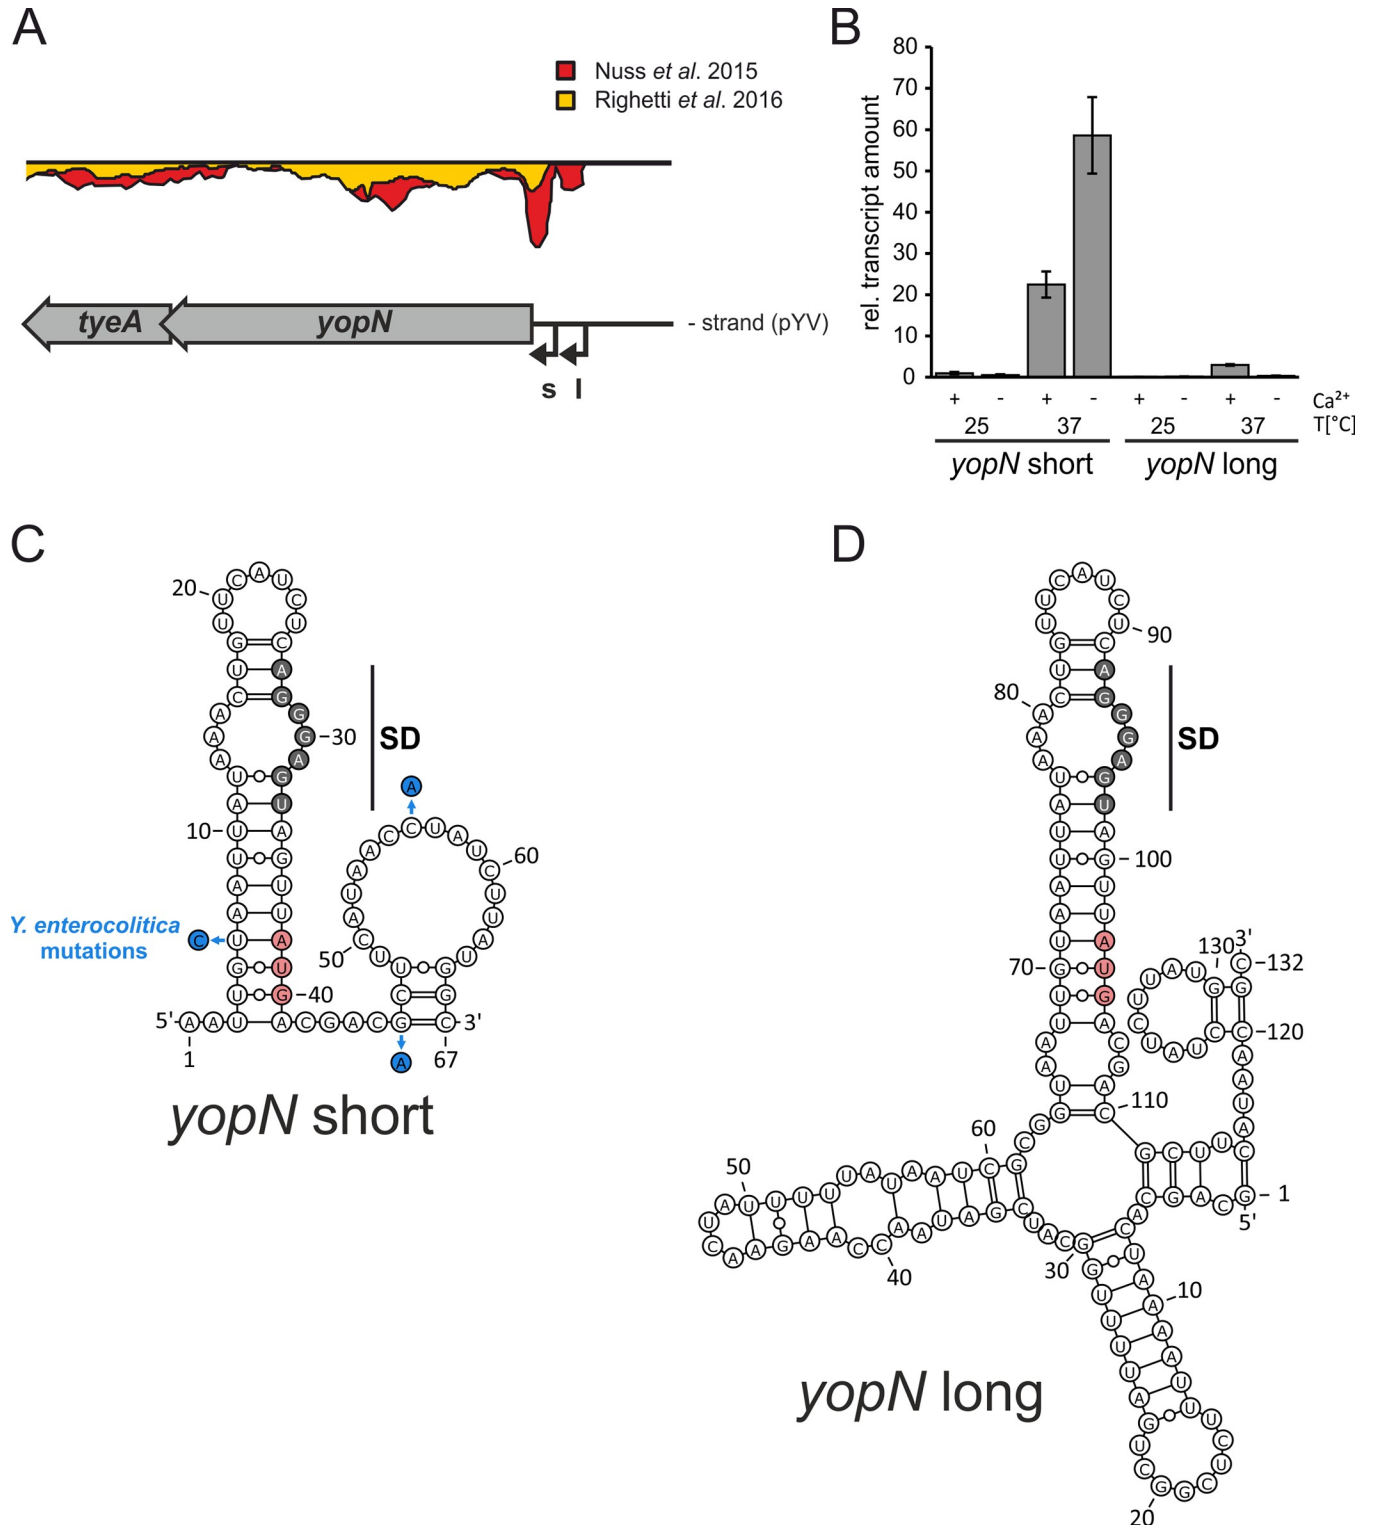 A
Nuss et al. 2015
Righetti et al. 2016
tyeA
yopN
- strand (pYV)
s
l
B
rel. transcript amount
80
70
60
50
40
30
20
10
0
+ - + - + - + - Ca²⁺
25 37 25 37 T[°C]
yopN short
yopN long
C
20
SD
30
10
60
50
Y. enterocolitica
mutations
40
5'
3'
1
67
A
C
A
yopN short
D
90
80
SD
100
70
130
3'
132
120
110
60
50
1
5'
40
30
10
20
yopN long